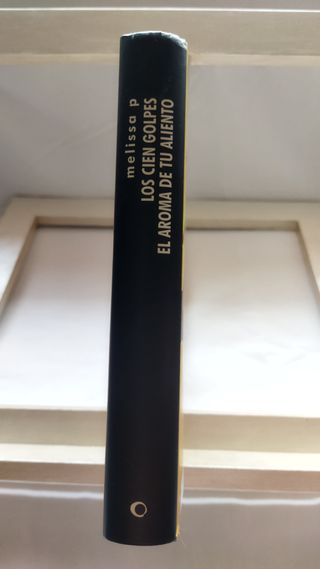 melissa p
LOS CIEN GOLPES
EL AROMA DE TU ALIENTO